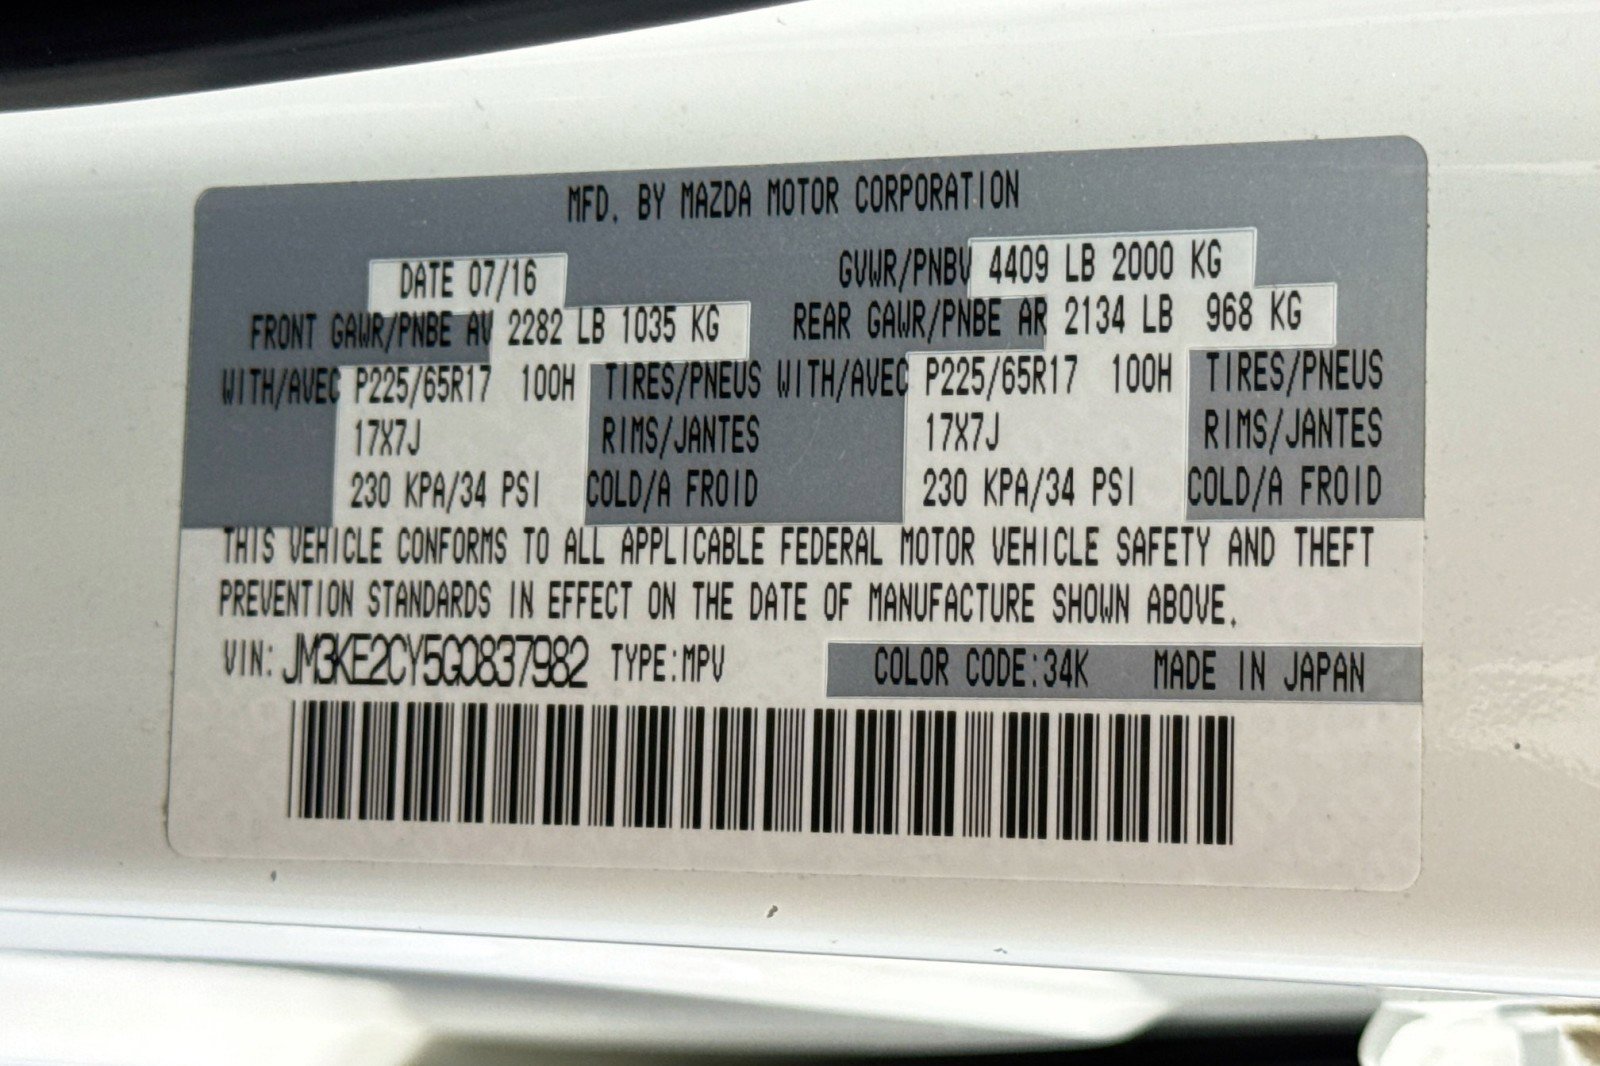 MFD. BY MAZDA MOTOR CORPORATION
DATE 07/16 GVWR/PNBV 4409 LB 2000 KG
FRONT GAWR/PNBE AV 2282 LB 1035 KG REAR GAWR/PNBE AR 2134 LB 968 KG
WITH/AVEC P225/65R17 100H TIRES/PNEUS WITH/AVEC P225/65R17 100H TIRES/PNEUS
17X7J RIMS/JANTES 17X7J RIMS/JANTES
230 KPA/34 PSI COLD/A FROID 230 KPA/34 PSI COLD/A FROID
THIS VEHICLE CONFORMS TO ALL APPLICABLE FEDERAL MOTOR VEHICLE SAFETY AND THEFT
PREVENTION STANDARDS IN EFFECT ON THE DATE OF MANUFACTURE SHOWN ABOVE.
VIN: JM3KE2CY5G0837982 TYPE:MPV COLOR CODE:34K MADE IN JAPAN